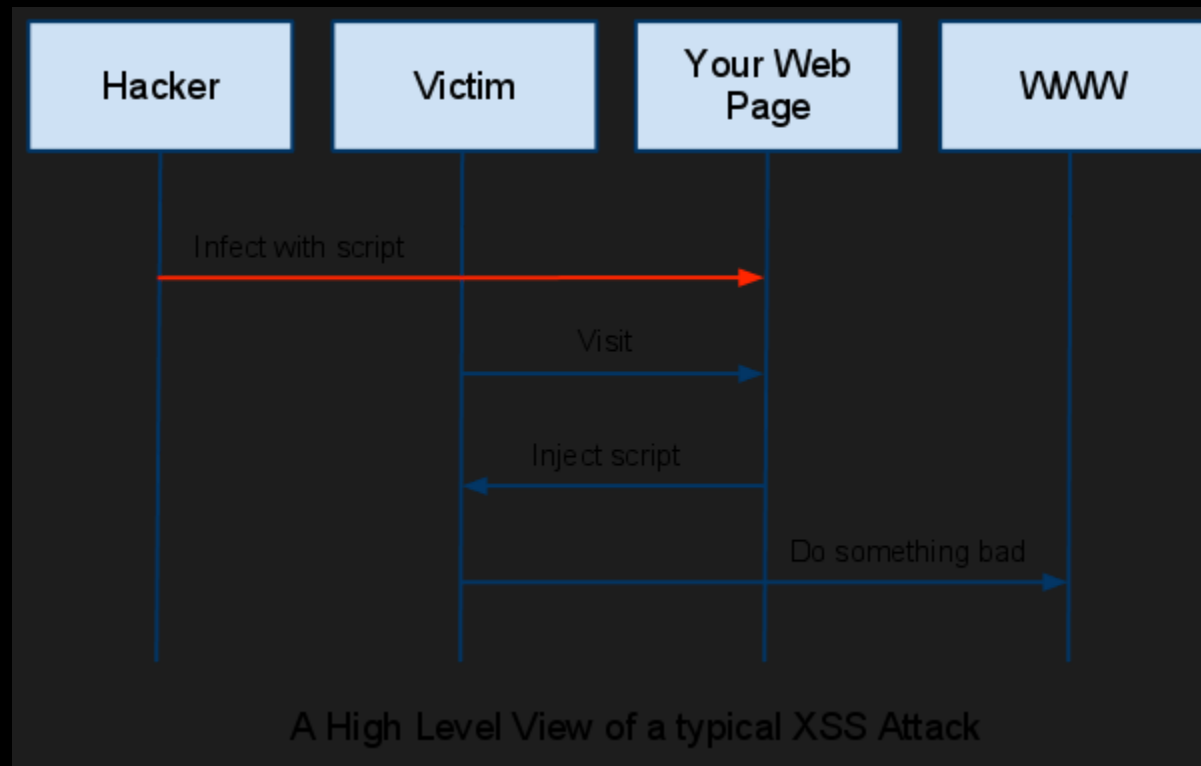 Hacker
Victim
Your Web
Page
WWW
Infect with script
Visit
Inject script
Do something bad
A High Level View of a typical XSS Attack